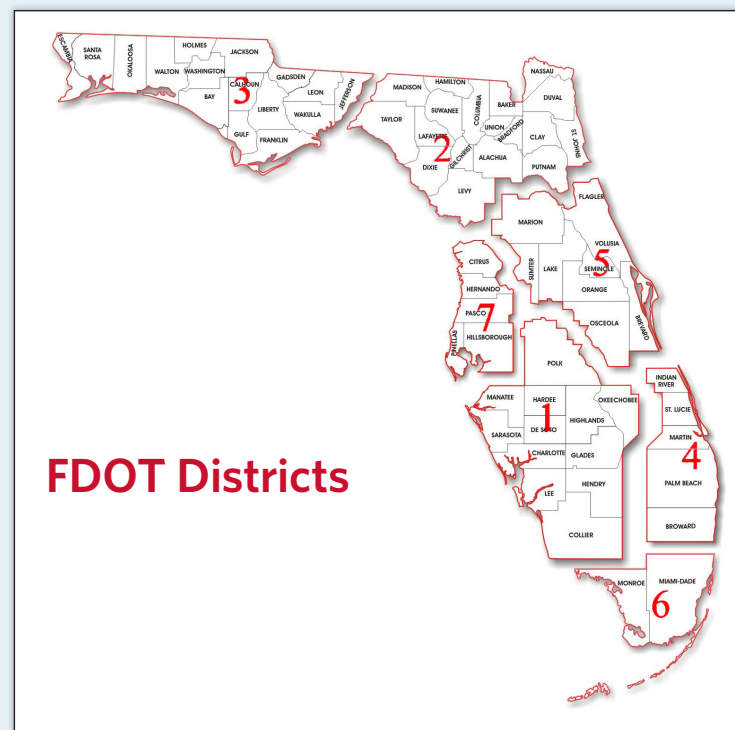 ESCAMBIA
SANTA
ROSA
OKALOOSA
WALTON
HOLMES
WASHINGTON
JACKSON
BAY
CALHOUN
3
GULF
LIBERTY
GADSDEN
FRANKLIN
LEON
WAKULLA
JEFFERSON
MADISON
TAYLOR
HAMILTON
SUWANEE
LAFAYETTE
2
DIXIE
COLUMBIA
GILCHRIST
LEVY
BAKER
UNION
BRADFORD
ALACHUA
NASSAU
DUVAL
CLAY
PUTNAM
ST. JOHNS
FLAGLER
MARION
VOLUSIA
5
SUMTER
LAKE
SEMINOLE
ORANGE
OSCEOLA
BREVARD
CITRUS
HERNANDO
PASCO
7
PINELLAS
HILLSBOROUGH
POLK
MANATEE
HARDEE
1
OKEECHOBEE
HIGHLANDS
SARASOTA
DE SOTO
CHARLOTTE
GLADES
LEE
HENDRY
COLLIER
INDIAN
RIVER
ST. LUCIE
MARTIN
4
PALM BEACH
BROWARD
MONROE
MIAMI-DADE
6
FDOT Districts